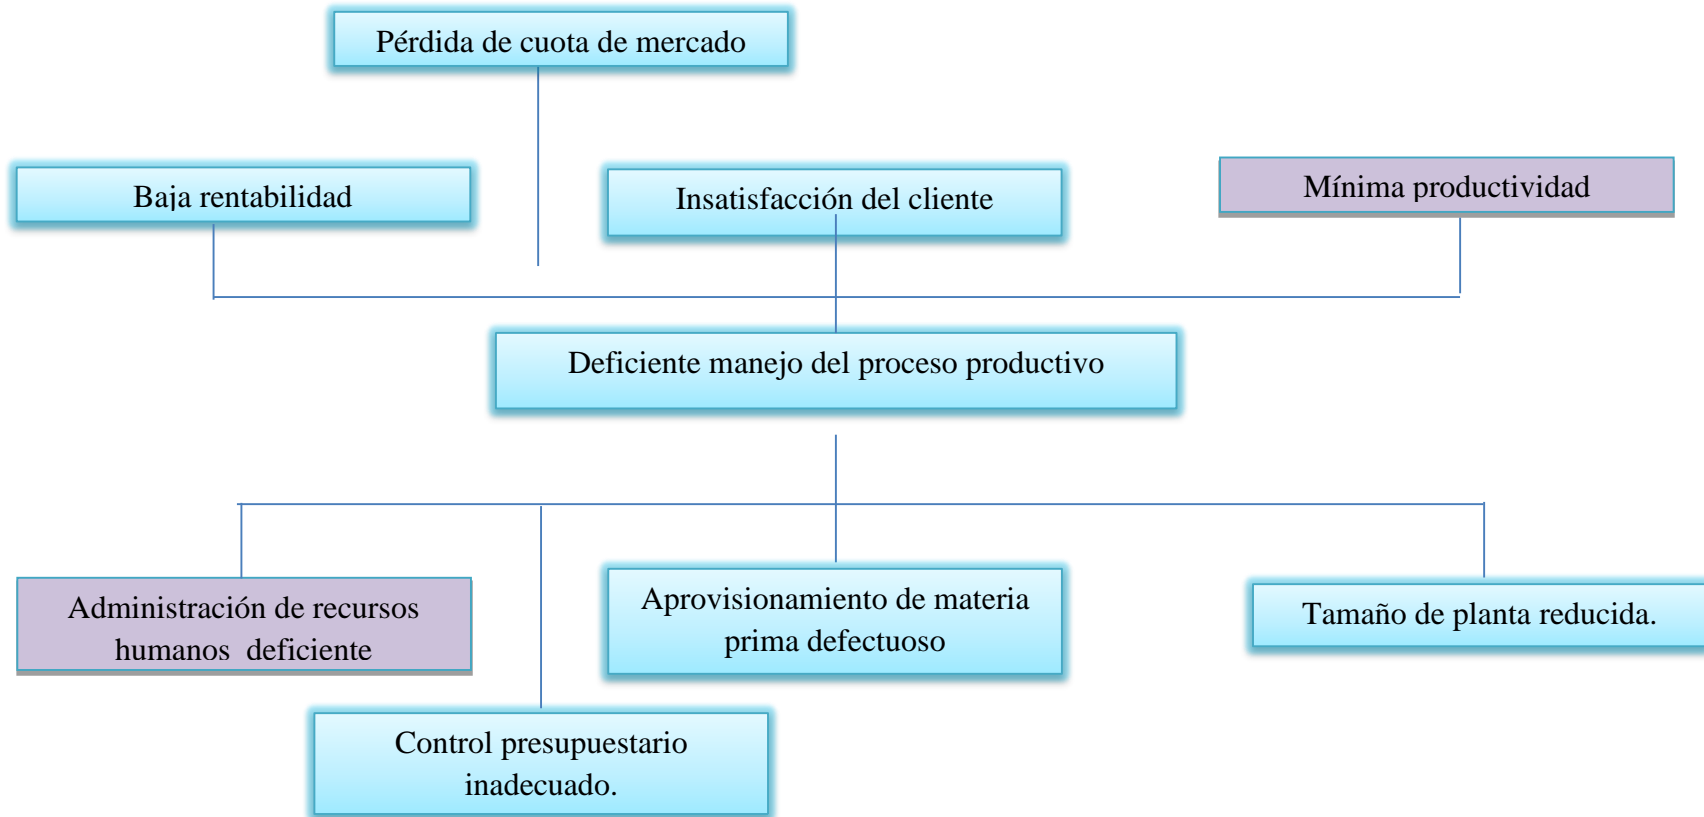 Pérdida de cuota de mercado
Baja rentabilidad
Insatisfacción del cliente
Mínima productividad
Deficiente manejo del proceso productivo
Administración de recursos
humanos  deficiente
Aprovisionamiento de materia
prima defectuoso
Tamaño de planta reducida.
Control presupuestario
inadecuado.